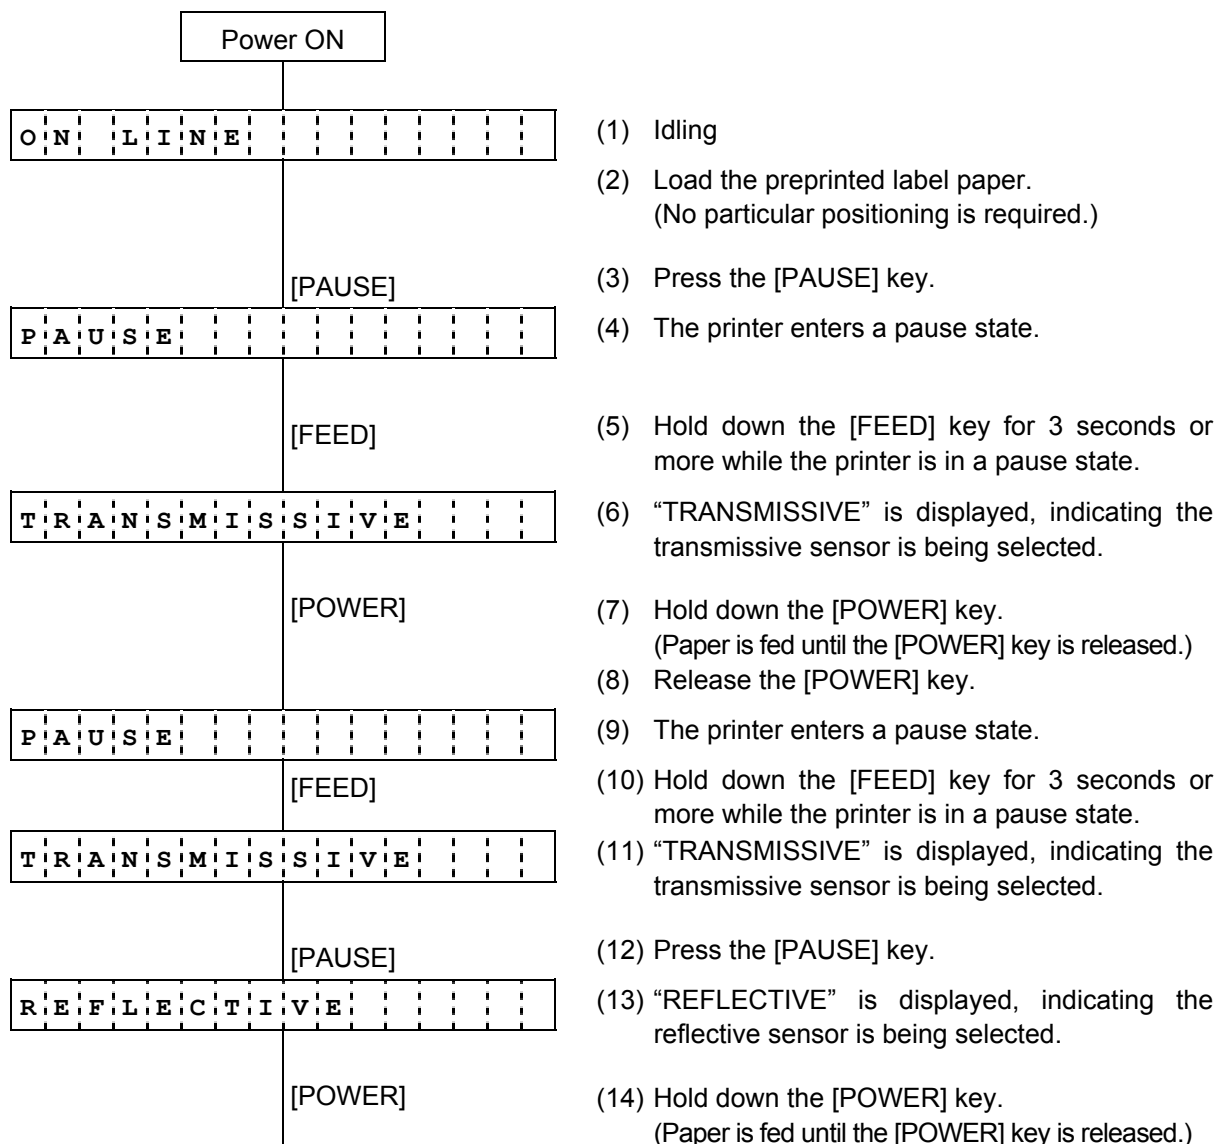 Power ON
ON LINE
(1) Idling
(2) Load the preprinted label paper.
(No particular positioning is required.)
[PAUSE]
(3) Press the [PAUSE] key.
PAUSE
(4) The printer enters a pause state.
[FEED]
(5) Hold down the [FEED] key for 3 seconds or
more while the printer is in a pause state.
TRANSMISSIVE
(6) “TRANSMISSIVE” is displayed, indicating the
transmissive sensor is being selected.
[POWER]
(7) Hold down the [POWER] key.
(Paper is fed until the [POWER] key is released.)
(8) Release the [POWER] key.
PAUSE
(9) The printer enters a pause state.
[FEED]
(10) Hold down the [FEED] key for 3 seconds or
more while the printer is in a pause state.
TRANSMISSIVE
(11) “TRANSMISSIVE” is displayed, indicating the
transmissive sensor is being selected.
[PAUSE]
(12) Press the [PAUSE] key.
REFLECTIVE
(13) “REFLECTIVE” is displayed, indicating the
reflective sensor is being selected.
[POWER]
(14) Hold down the [POWER] key.
(Paper is fed until the [POWER] key is released.)